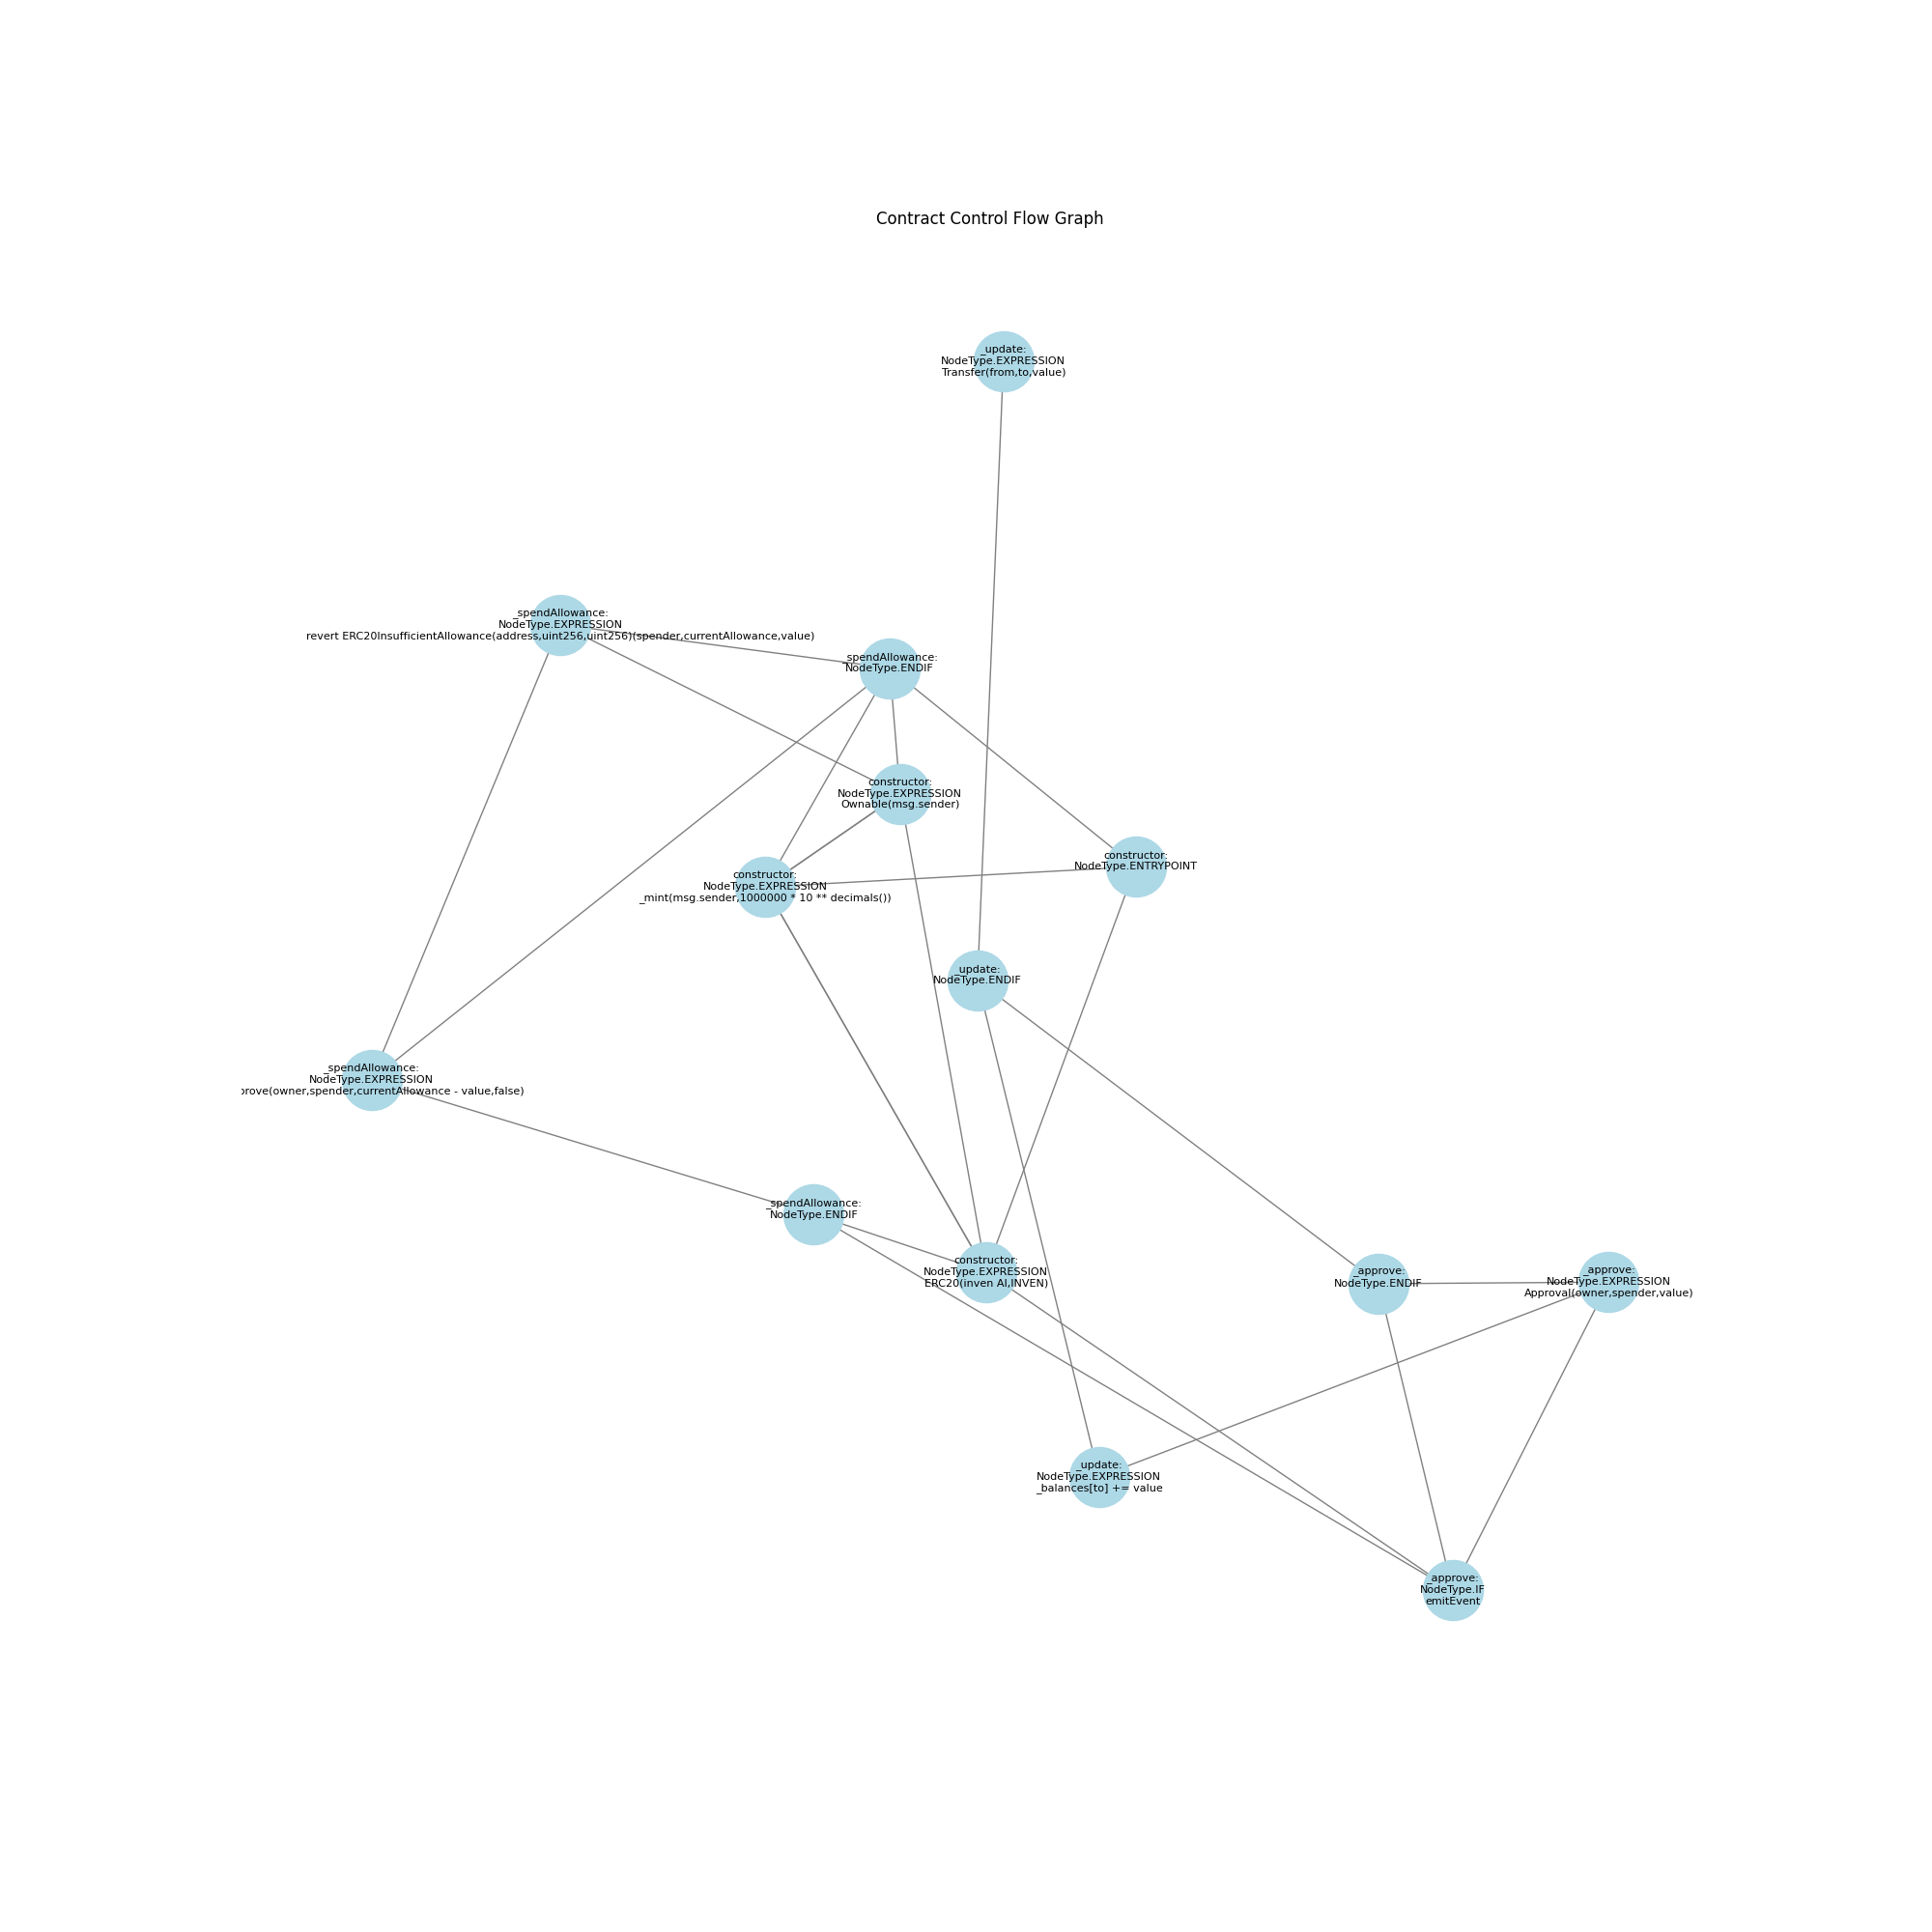 Contract Control Flow Graph
_update:
NodeType.EXPRESSION
Transfer(from,to,value)
_spendAllowance:
NodeType.EXPRESSION
revert ERC20InsufficientAllowance(address,uint256,uint256)(spender,currentAllowance,value)
_spendAllowance:
NodeType.ENDIF
constructor:
NodeType.EXPRESSION
Ownable(msg.sender)
constructor:
NodeType.ENTRYPOINT
constructor:
NodeType.EXPRESSION
_mint(msg.sender,1000000 * 10 ** decimals())
_update:
NodeType.ENDIF
_spendAllowance:
NodeType.EXPRESSION
prove(owner,spender,currentAllowance - value,false)
_spendAllowance:
NodeType.ENDIF
constructor:
NodeType.EXPRESSION
ERC20(inven AI,INVEN)
_approve:
NodeType.ENDIF
_approve:
NodeType.EXPRESSION
Approval(owner,spender,value)
_update:
NodeType.EXPRESSION
_balances[to] += value
_approve:
NodeType.IF
emitEvent